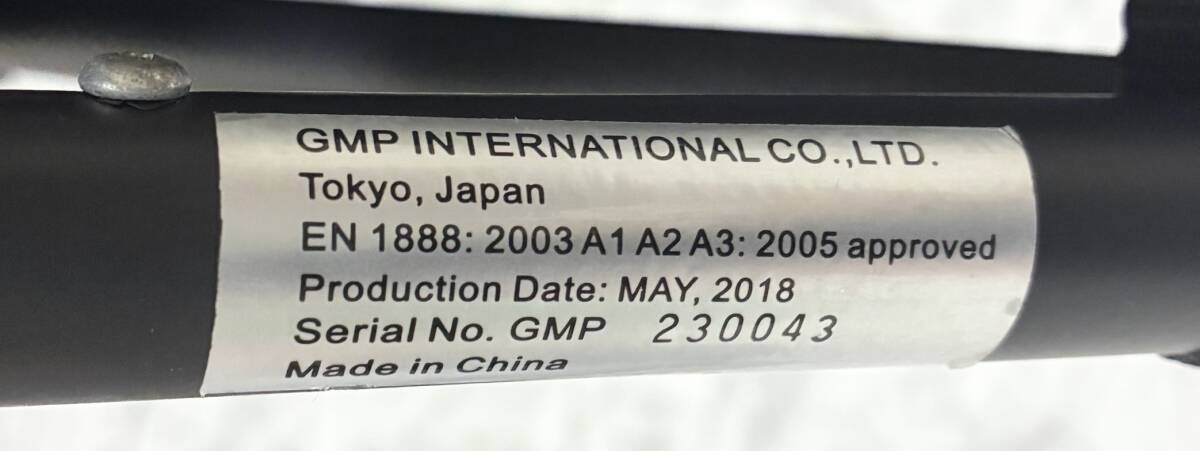 GMP INTERNATIONAL CO.,LTD.
Tokyo, Japan
EN 1888: 2003 A1 A2 A3: 2005 approved
Production Date: MAY, 2018
Serial No. GMP 230043
Made in China